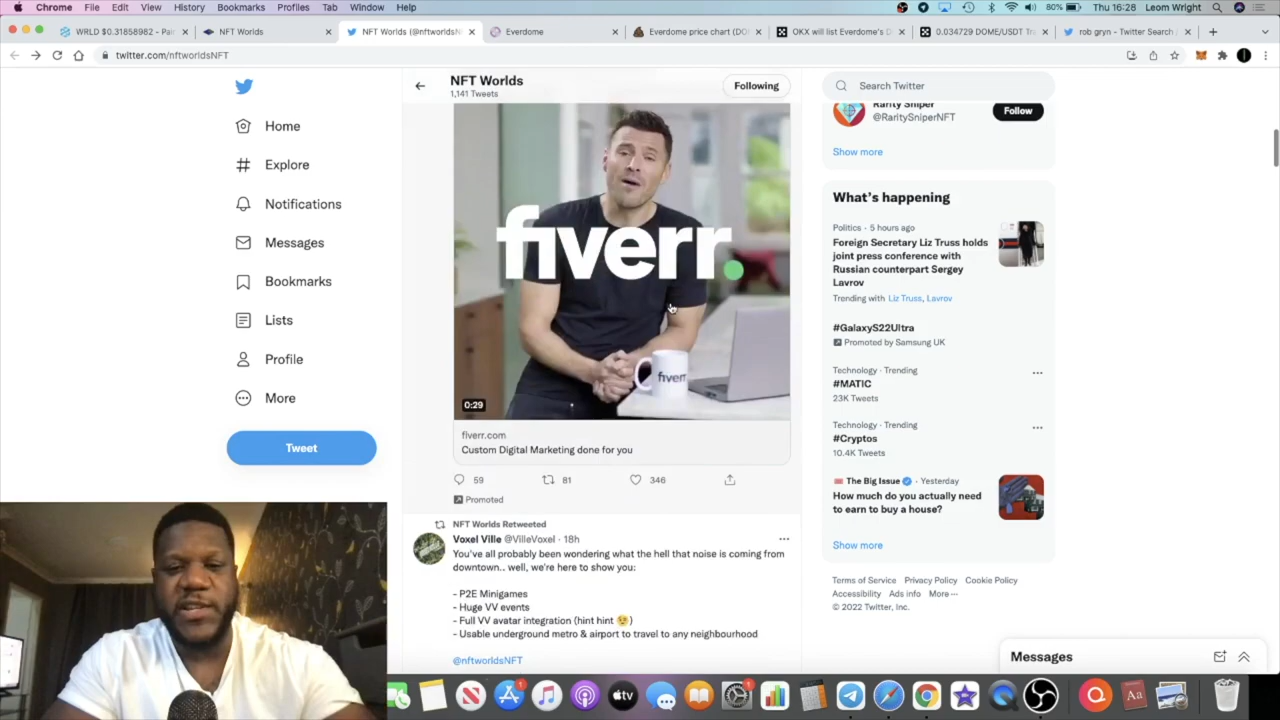 Chrome File Edit View History Bookmarks Profiles Tab Window Help
80% Thu 16:28 Leom Wright
WRLD $0.31858982 - Pai
NFT Worlds
NFT Worlds (@nftworldsN
Everdome
Everdome price chart (DO
OKX will list Everdome's D
0.034729 DOME/USDT Tr
rob gryn - Twitter Search /
twitter.com/nftworldsNFT
NFT Worlds
1,141 Tweets
Following
Search Twitter
Home
Explore
Notifications
Messages
Bookmarks
Lists
Profile
More
Tweet
fiverr.
fiverr
0:29
fiverr.com
Custom Digital Marketing done for you
59 81 346
Promoted
NFT Worlds Retweeted
Voxel Ville @VilleVoxel · 18h
You've all probably been wondering what the hell that noise is coming from
downtown.. well, we're here to show you:
- P2E Minigames
- Huge VV events
- Full VV avatar integration (hint hint 😉)
- Usable underground metro & airport to travel to any neighbourhood
@nftworldsNFT
Rarity Sniper
@RaritySniperNFT
Follow
Show more
What's happening
Politics · 5 hours ago
Foreign Secretary Liz Truss holds
joint press conference with
Russian counterpart Sergey
Lavrov
Trending with Liz Truss, Lavrov
#GalaxyS22Ultra
Promoted by Samsung UK
Technology · Trending
#MATIC
23K Tweets
Technology · Trending
#Cryptos
10.4K Tweets
The Big Issue · Yesterday
How much do you actually need
to earn to buy a house?
Show more
Terms of Service Privacy Policy Cookie Policy
Accessibility Ads info More ···
© 2022 Twitter, Inc.
Messages
tv
Aa